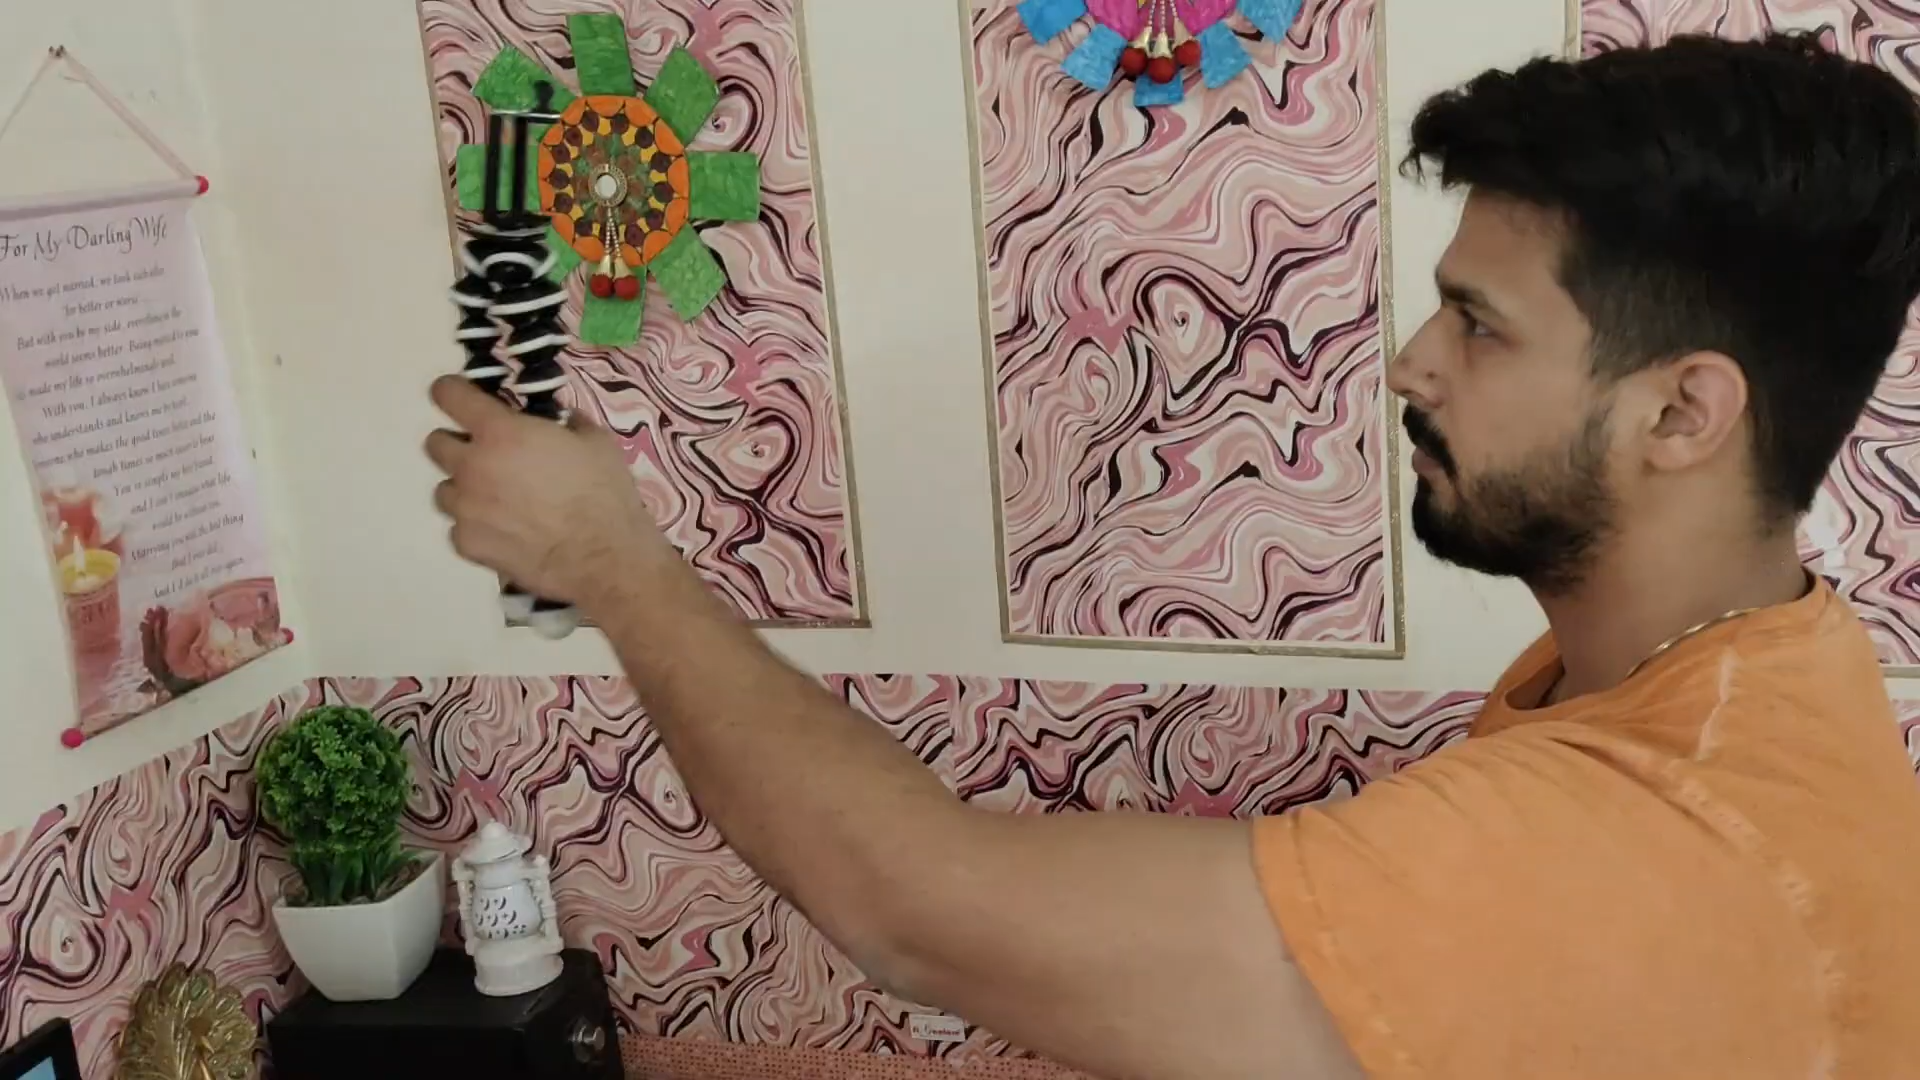 For My Darling Wife
When we got married, we took each other
for better or worse...
But with you by my side, everything in the
world seems better. Being married to you
made my life so overwhelmingly good.
With you, I always know I have someone
who understands and knows me by heart,
someone who makes the good times better and the
tough times so much easier to bear
You're simply my best friend,
and I can't imagine what life
would be without you.
Marrying you was the best thing
that I ever did...
And I'd do it all over again.